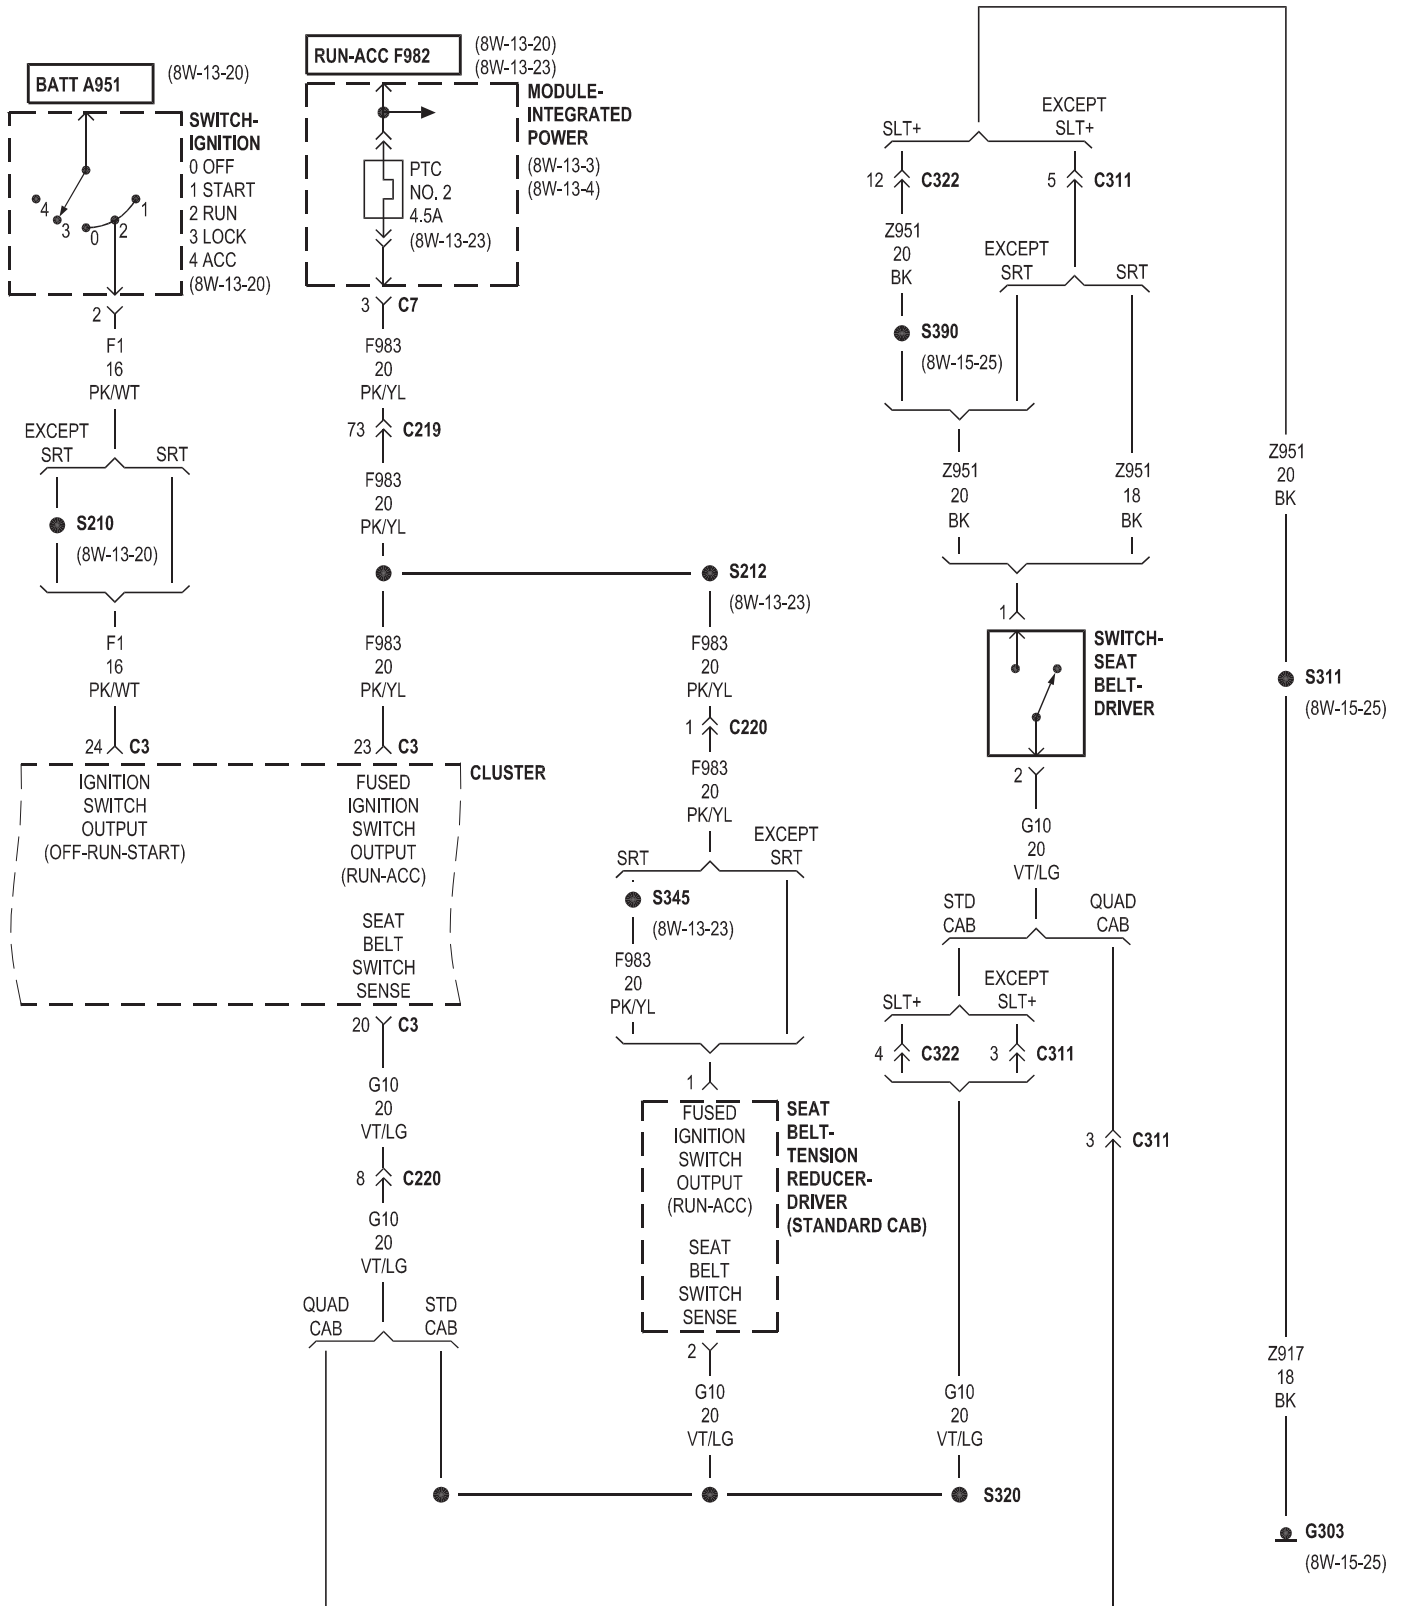 BATT A951
(8W-13-20)
SWITCH-
IGNITION
0 OFF
1 START
2 RUN
3 LOCK
4 ACC
(8W-13-20)
4
3
0
2
1
2
F1
16
PK/WT
EXCEPT
SRT
SRT
S210
(8W-13-20)
F1
16
PK/WT
24
C3
RUN-ACC F982
(8W-13-20)
(8W-13-23)
MODULE-
INTEGRATED
POWER
(8W-13-3)
(8W-13-4)
PTC
NO. 2
4.5A
(8W-13-23)
3
C7
F983
20
PK/YL
73
C219
F983
20
PK/YL
S212
(8W-13-23)
F983
20
PK/YL
23
C3
CLUSTER
IGNITION
SWITCH
OUTPUT
(OFF-RUN-START)
FUSED
IGNITION
SWITCH
OUTPUT
(RUN-ACC)
SEAT
BELT
SWITCH
SENSE
20
C3
G10
20
VT/LG
8
C220
G10
20
VT/LG
QUAD
CAB
STD
CAB
F983
20
PK/YL
1
C220
F983
20
PK/YL
SRT
EXCEPT
SRT
S345
(8W-13-23)
F983
20
PK/YL
1
FUSED
IGNITION
SWITCH
OUTPUT
(RUN-ACC)
SEAT
BELT
SWITCH
SENSE
SEAT
BELT-
TENSION
REDUCER-
DRIVER
(STANDARD CAB)
2
G10
20
VT/LG
SLT+
EXCEPT
SLT+
12
C322
5
C311
Z951
20
BK
EXCEPT
SRT
SRT
S390
(8W-15-25)
Z951
20
BK
Z951
18
BK
1
SWITCH-
SEAT
BELT-
DRIVER
2
G10
20
VT/LG
STD
CAB
QUAD
CAB
SLT+
EXCEPT
SLT+
4
C322
3
C311
3
C311
G10
20
VT/LG
S320
Z951
20
BK
S311
(8W-15-25)
Z917
18
BK
G303
(8W-15-25)